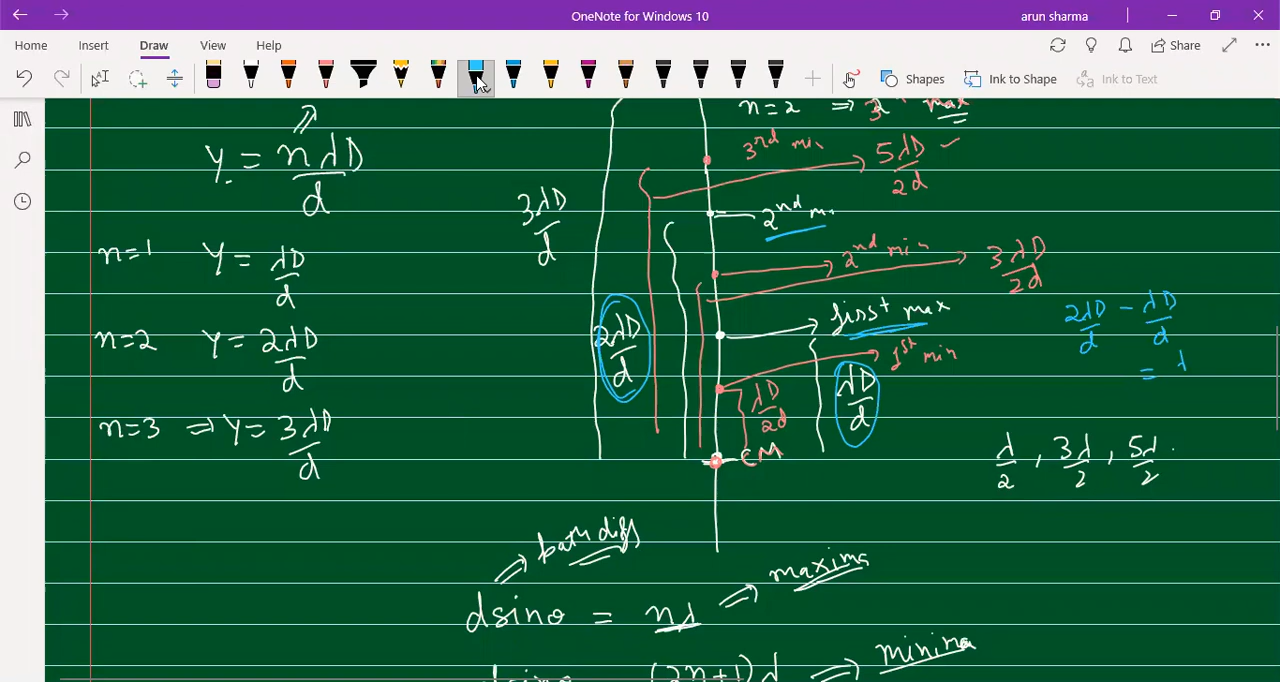 OneNote for Windows 10
arun sharma
Home Insert Draw View Help
Share
Shapes Ink to Shape Ink to Text
n=2 ⇒ max
Y = nλD/d
3rd min → 5λD/2d
3λD/d
2nd
n=1 Y = λD/d
2nd min → 3λD/2d
first max
2λD/d - λD/d
= λ
n=2 Y = 2λD/d
2λD/d
1st min
λD/d
λD/2d
n=3 ⇒ Y = 3λD/d
CM
λ/2 , 3λ/2 , 5λ/2
path diff
maxima
dsinθ = nλ
minima
(2n+1)